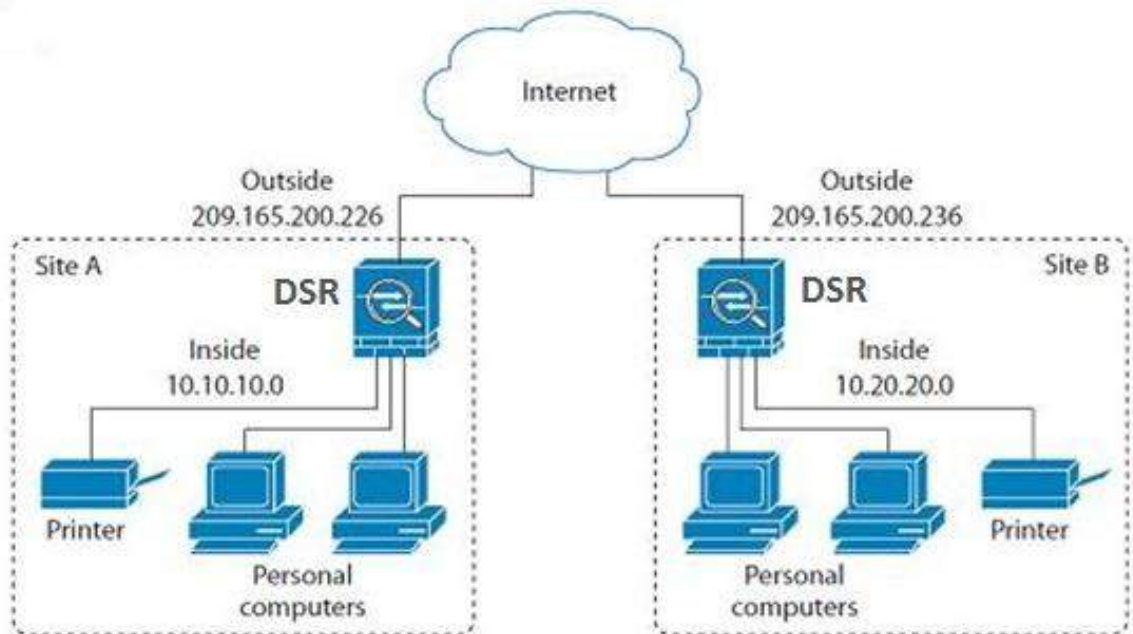 Internet
Outside
209.165.200.226
Outside
209.165.200.236
Site A
DSR
Inside
10.10.10.0
Printer
Personal
computers
Site B
DSR
Inside
10.20.20.0
Personal
computers
Printer